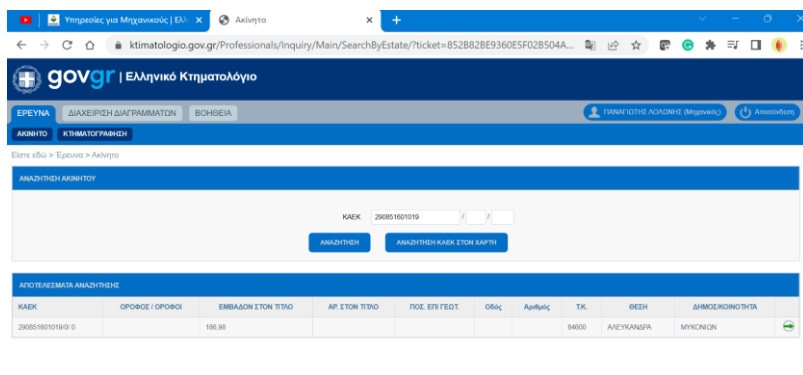 Υπηρεσίες για Μηχανικούς | Ελλ
Ακίνητο
ktimatologio.gov.gr/Professionals/Inquiry/Main/SearchByEstate/?ticket=852B82BE9360E5F02B504A...
govgr | Ελληνικό Κτηματολόγιο
ΕΡΕΥΝΑ ΔΙΑΧΕΙΡΙΣΗ ΔΙΑΓΡΑΜΜΑΤΩΝ ΒΟΗΘΕΙΑ ΠΑΝΑΓΙΩΤΗΣ ΛΟΛΩΝΗΣ (Μηχανικός) Αποσύνδεση
ΑΚΙΝΗΤΟ ΚΤΗΜΑΤΟΓΡΑΦΗΣΗ
Είστε εδώ > Έρευνα > Ακίνητο
ΑΝΑΖΗΤΗΣΗ ΑΚΙΝΗΤΟΥ
ΚΑΕΚ 290851601019 / /
ΑΝΑΖΗΤΗΣΗ ΑΝΑΖΗΤΗΣΗ ΚΑΕΚ ΣΤΟΝ ΧΑΡΤΗ
ΑΠΟΤΕΛΕΣΜΑΤΑ ΑΝΑΖΗΤΗΣΗΣ
ΚΑΕΚ ΟΡΟΦΟΣ / ΟΡΟΦΟΙ ΕΜΒΑΔΟΝ ΣΤΟΝ ΤΙΤΛΟ ΑΡ. ΣΤΟΝ ΤΙΤΛΟ ΠΟΣ. ΕΠΙ ΓΕΩΤ. Οδός Αριθμός Τ.Κ. ΘΕΣΗ ΔΗΜΟΣ/ΚΟΙΝΟΤΗΤΑ
290851601019/0/ 0 186,98 84600 ΑΛΕΥΚΑΝΔΡΑ ΜΥΚΟΝΙΩΝ